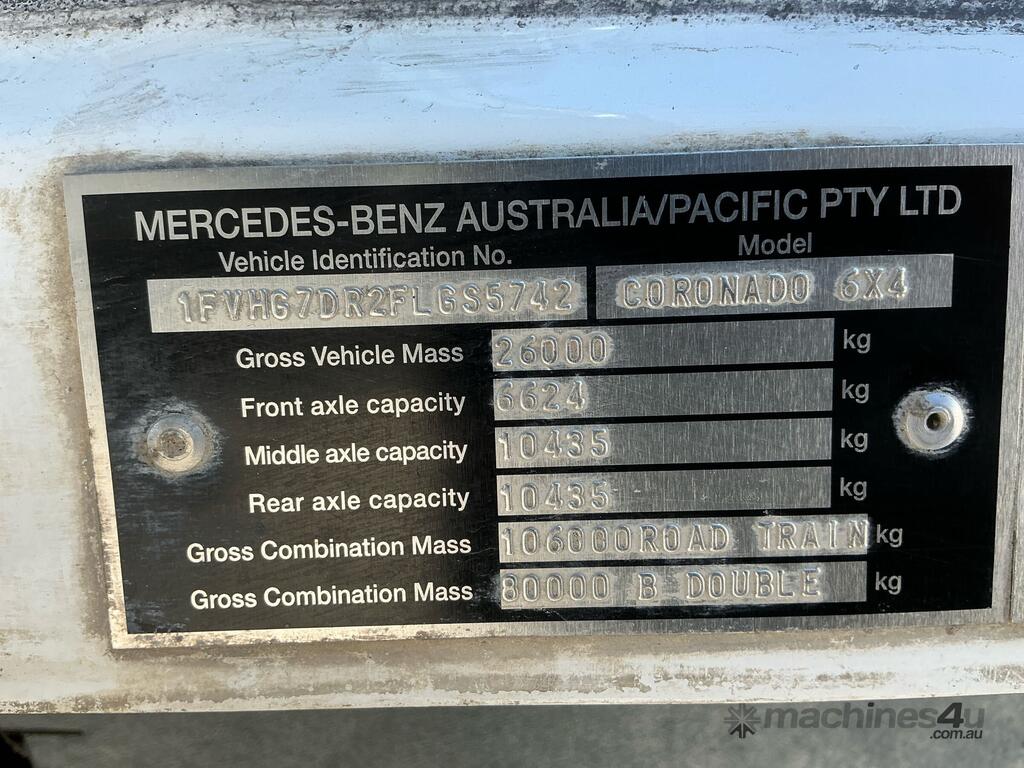 MERCEDES-BENZ AUSTRALIA/PACIFIC PTY LTD
Vehicle Identification No. Model
1FVHG7DR2FLGS5742 CORONADO 6X4
Gross Vehicle Mass 26000 kg
Front axle capacity 6624 kg
Middle axle capacity 10435 kg
Rear axle capacity 10435 kg
Gross Combination Mass 106000ROAD TRAIN kg
Gross Combination Mass 80000 B DOUBLE kg
machines4u
.com.au